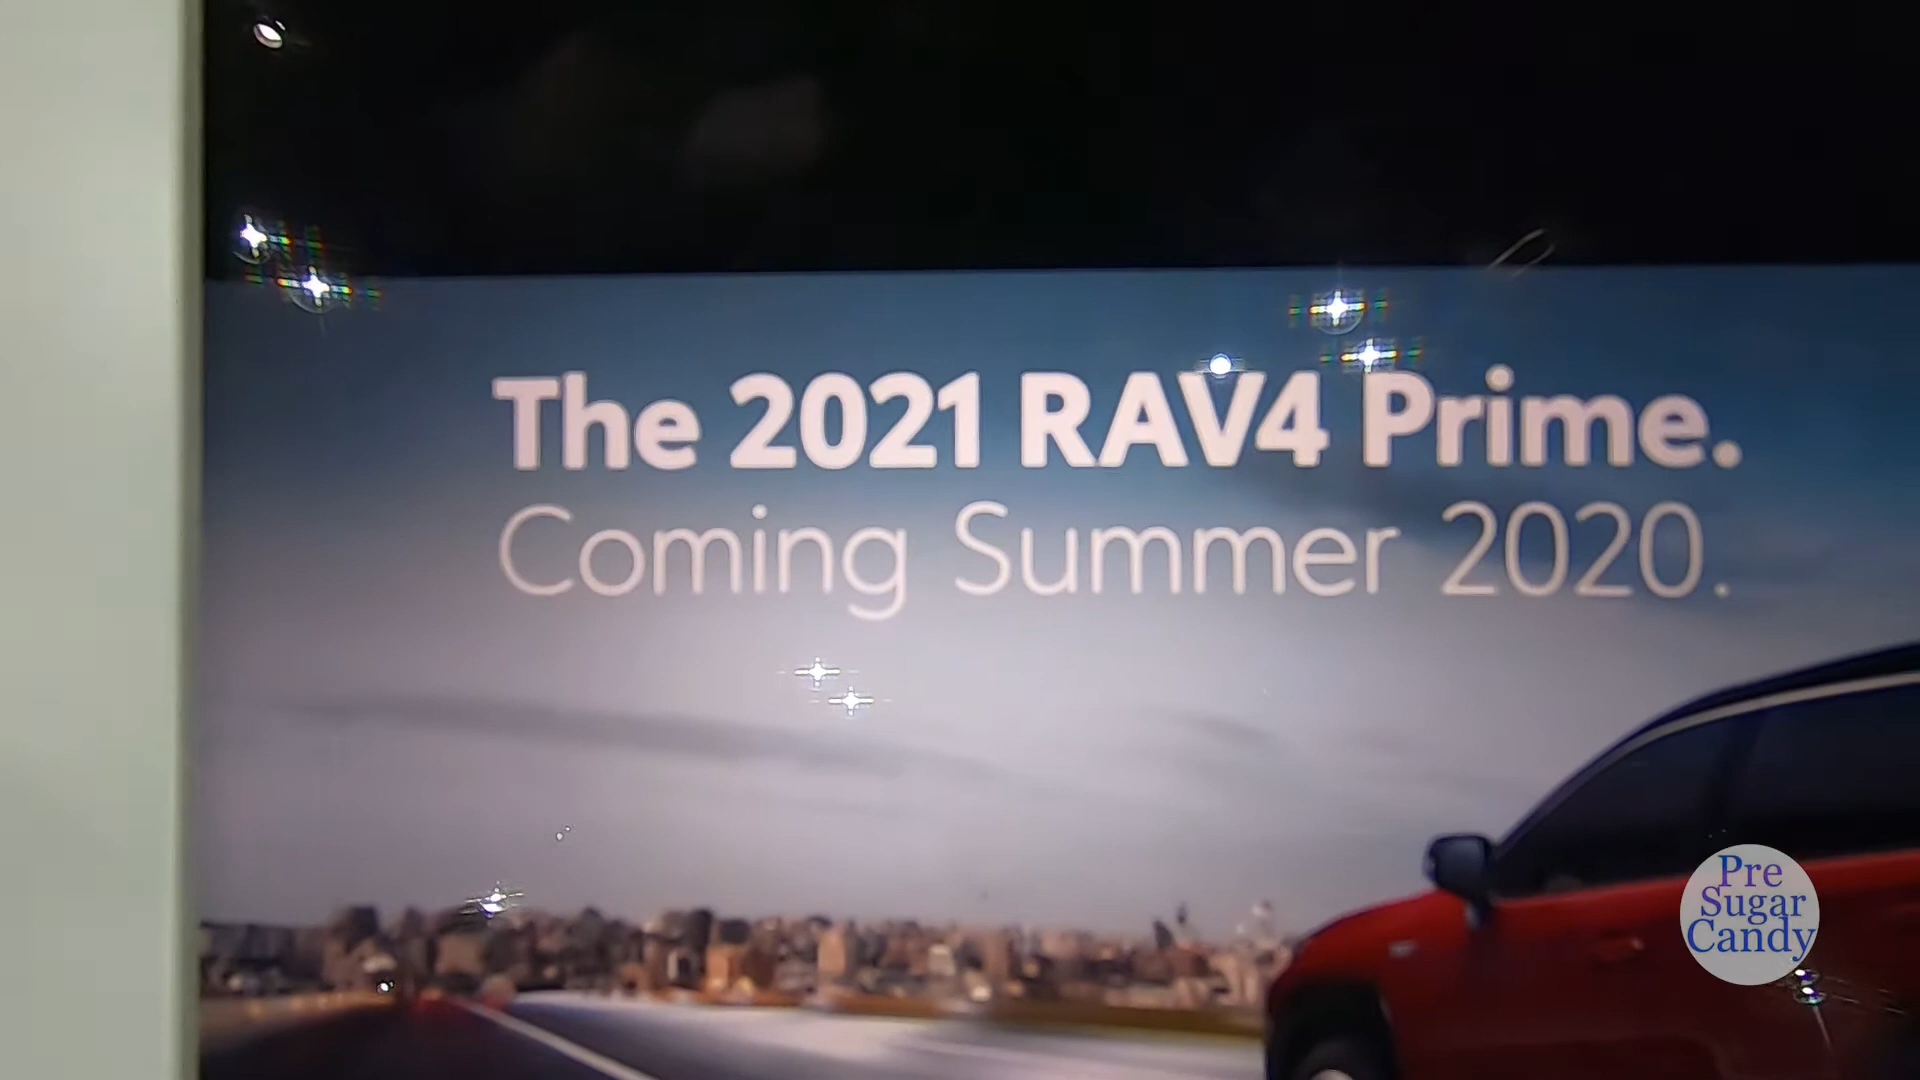 The 2021 RAV4 Prime.
Coming Summer 2020.
Pre
Sugar
Candy